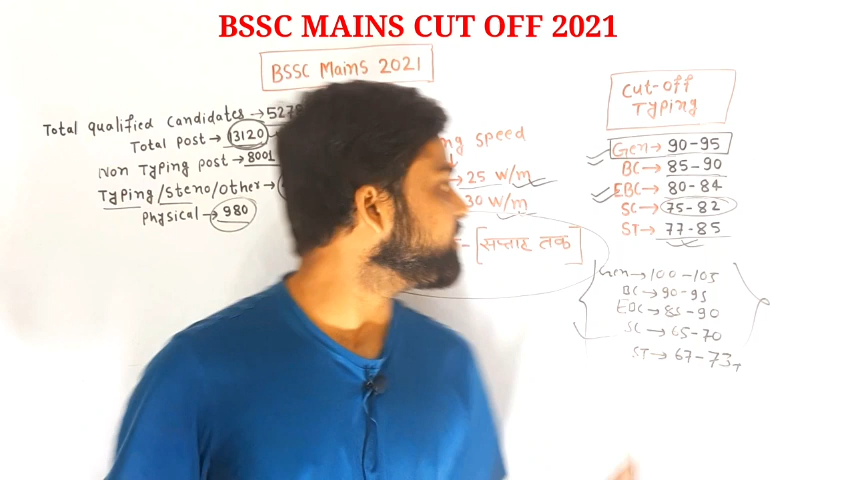 BSSC MAINS CUT OFF 2021
BSSC Mains 2021
Total qualified candidates → 5278
Total Post → 13120
Non Typing post → 8001
Typing/Steno/other →
Physical → 980
speed
→ 25 w/m
30 w/m
- [सप्ताह तक]
Cut-off
Typing
Gen → 90-95
BC → 85-90
EBC → 80-84
SC → 75-82
ST → 77-85
Gen → 100-105
BC → 90-95
EBC → 85-90
SC → 65-70
ST → 67-73